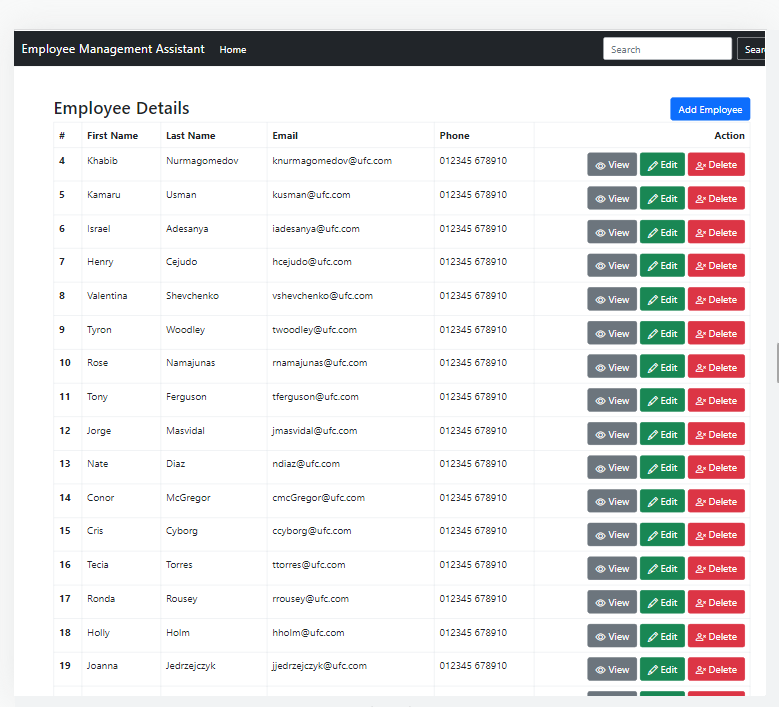 Employee Management Assistant Home Search Sear
Employee Details Add Employee
# First Name Last Name Email Phone Action
4 Khabib Nurmagomedov knurmagomedov@ufc.com 012345 678910 View Edit Delete
5 Kamaru Usman kusman@ufc.com 012345 678910 View Edit Delete
6 Israel Adesanya iadesanya@ufc.com 012345 678910 View Edit Delete
7 Henry Cejudo hcejudo@ufc.com 012345 678910 View Edit Delete
8 Valentina Shevchenko vshevchenko@ufc.com 012345 678910 View Edit Delete
9 Tyron Woodley twoodley@ufc.com 012345 678910 View Edit Delete
10 Rose Namajunas rnamajunas@ufc.com 012345 678910 View Edit Delete
11 Tony Ferguson tferguson@ufc.com 012345 678910 View Edit Delete
12 Jorge Masvidal jmasvidal@ufc.com 012345 678910 View Edit Delete
13 Nate Diaz ndiaz@ufc.com 012345 678910 View Edit Delete
14 Conor McGregor cmcGregor@ufc.com 012345 678910 View Edit Delete
15 Cris Cyborg ccyborg@ufc.com 012345 678910 View Edit Delete
16 Tecia Torres ttorres@ufc.com 012345 678910 View Edit Delete
17 Ronda Rousey rrousey@ufc.com 012345 678910 View Edit Delete
18 Holly Holm hholm@ufc.com 012345 678910 View Edit Delete
19 Joanna Jedrzejczyk jjedrzejczyk@ufc.com 012345 678910 View Edit Delete